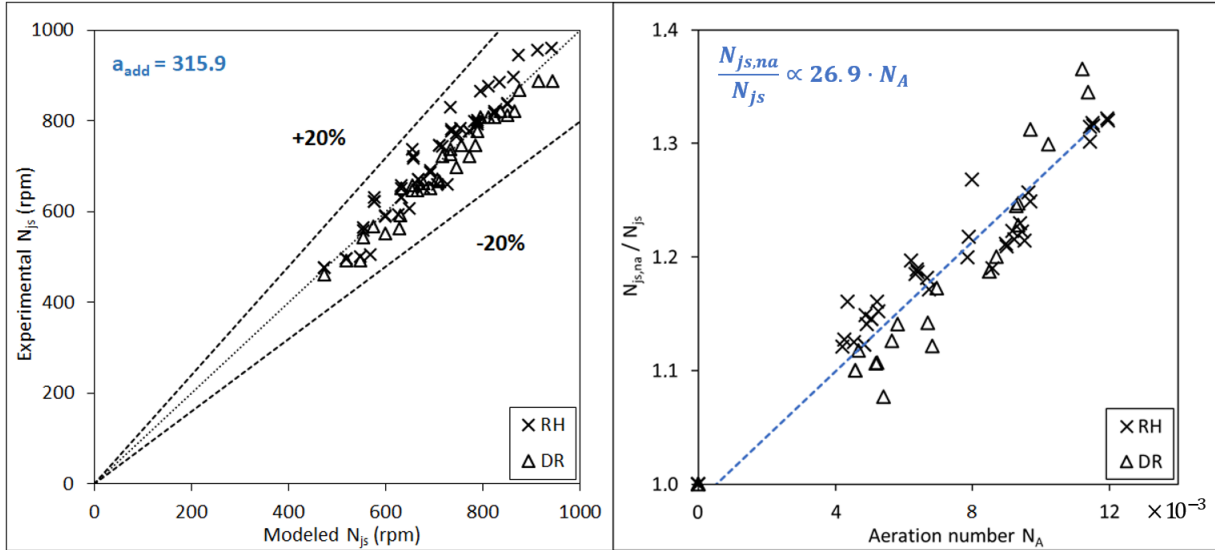 1000
800
600
400
200
0
Experimental N_js (rpm)
a_add = 315.9
+20%
-20%
× RH
△ DR
0 200 400 600 800 1000
Modeled N_js (rpm)
1.4
1.3
1.2
1.1
1.0
N_js,na / N_js
N_js,na / N_js ∝ 26.9 · N_A
× RH
△ DR
0 4 8 12 ×10⁻³
Aeration number N_A